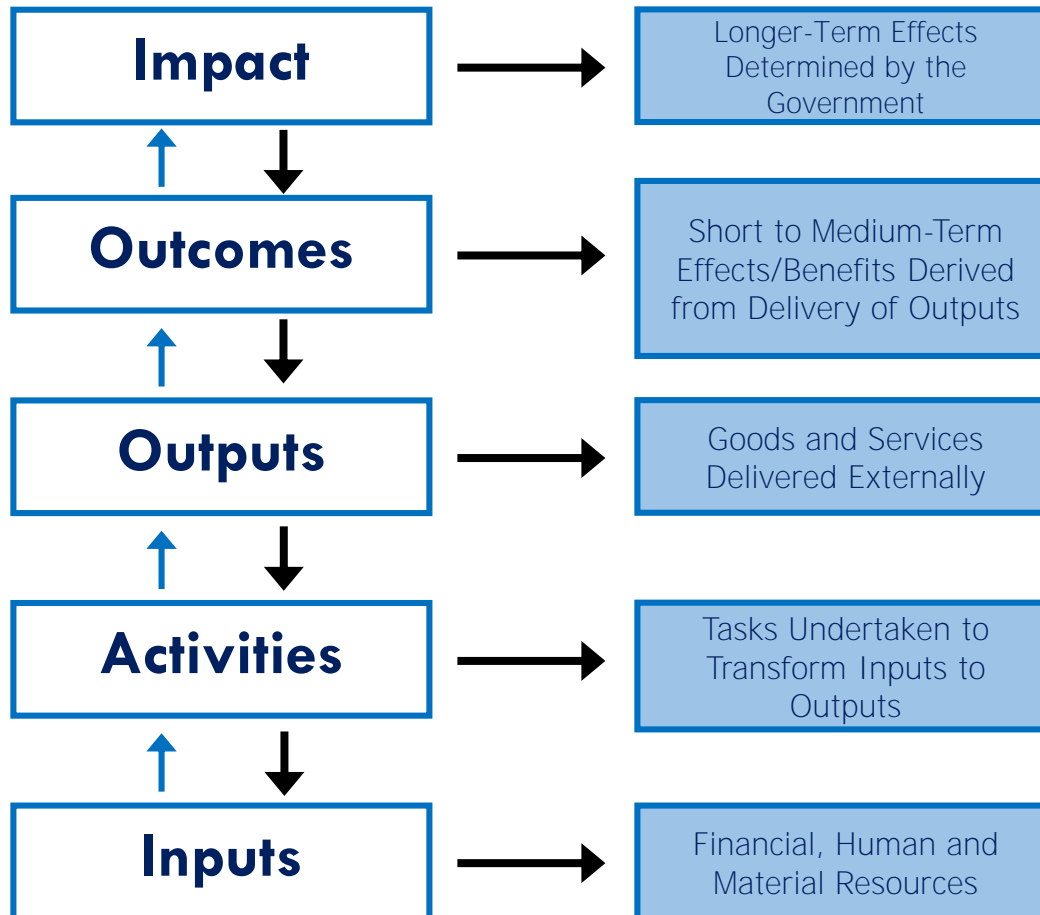 Impact
Longer-Term Effects
Determined by the
Government
Outcomes
Short to Medium-Term
Effects/Benefits Derived
from Delivery of Outputs
Outputs
Goods and Services
Delivered Externally
Activities
Tasks Undertaken to
Transform Inputs to
Outputs
Inputs
Financial, Human and
Material Resources